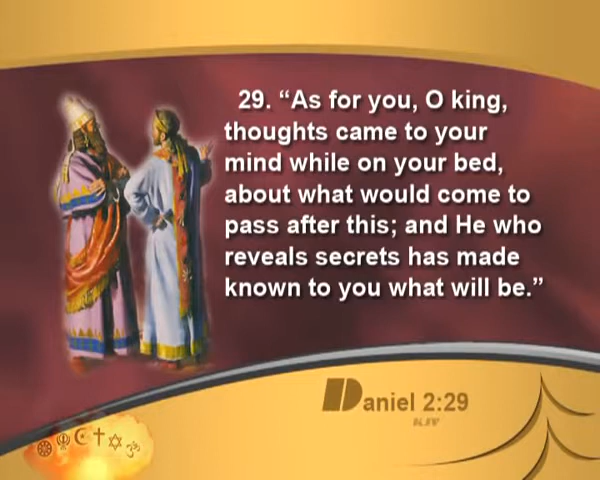 29. “As for you, O king,
thoughts came to your
mind while on your bed,
about what would come to
pass after this; and He who
reveals secrets has made
known to you what will be.”
Daniel 2:29